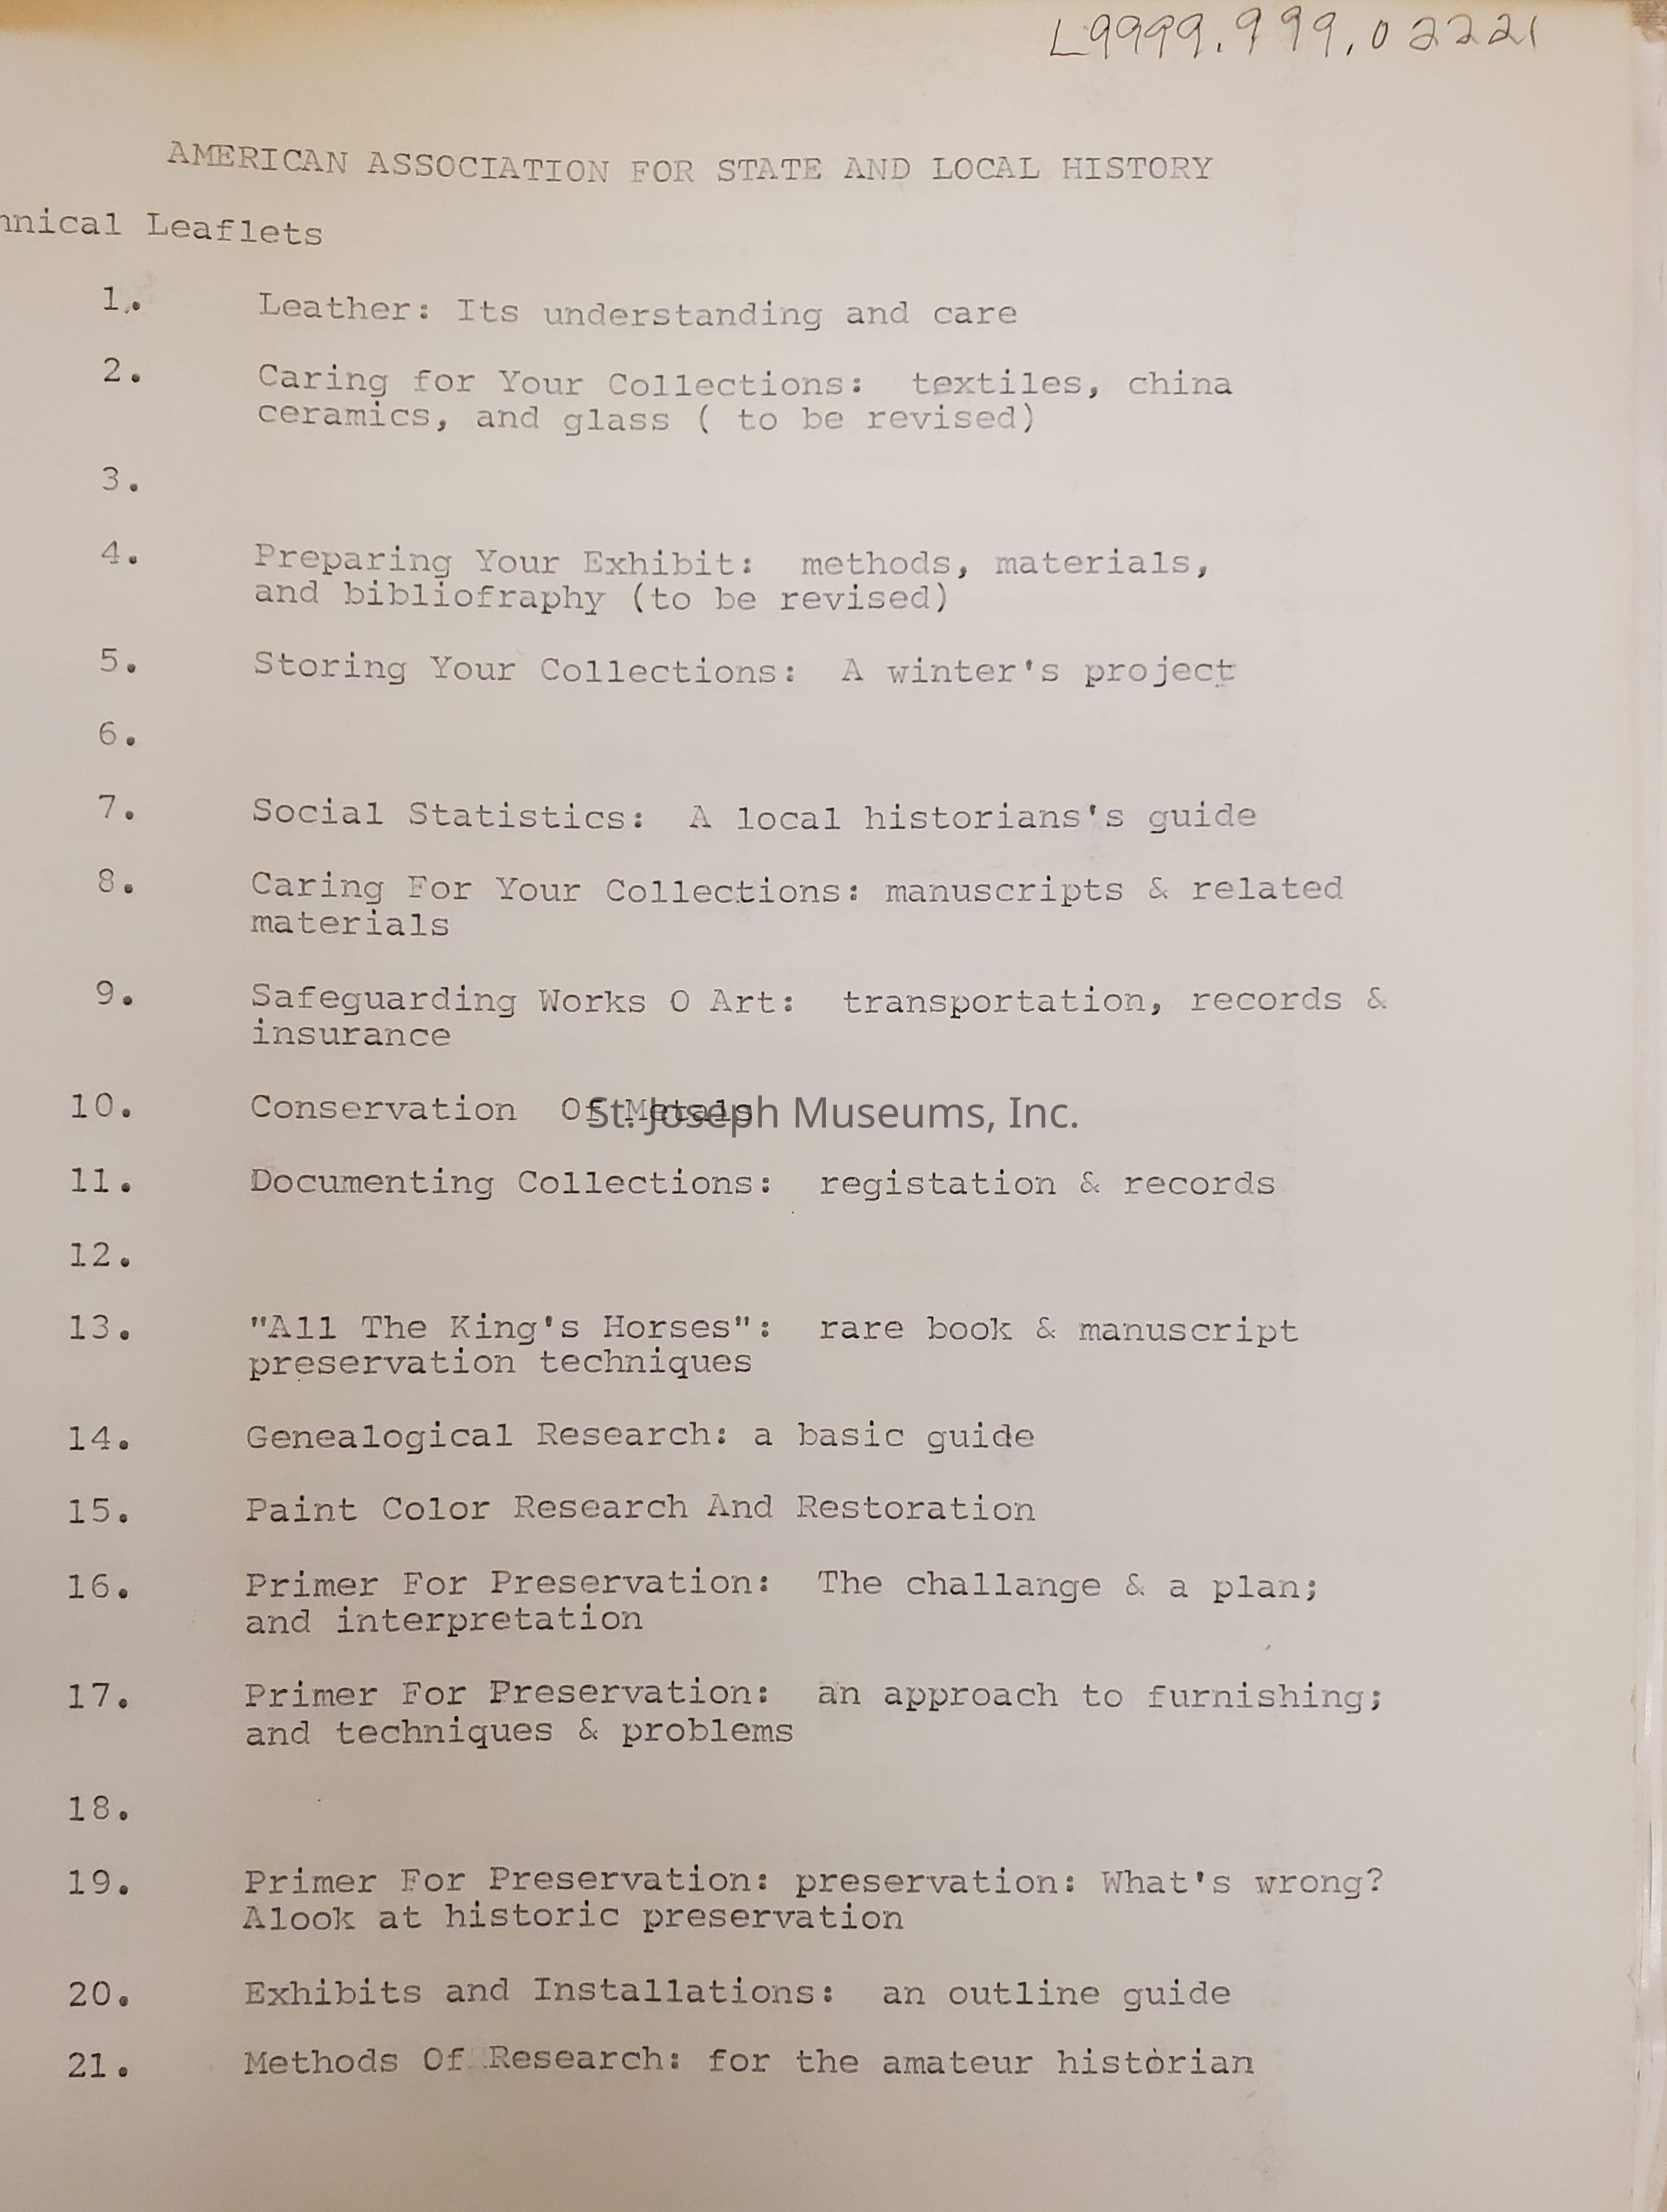 L9999.999.02221
AMERICAN ASSOCIATION FOR STATE AND LOCAL HISTORY
hnical Leaflets
1. Leather: Its understanding and care
2. Caring for Your Collections: textiles, china
ceramics, and glass ( to be revised)
3.
4. Preparing Your Exhibit: methods, materials,
and bibliofraphy (to be revised)
5. Storing Your Collections: A winter's project
6.
7. Social Statistics: A local historians's guide
8. Caring For Your Collections: manuscripts & related
materials
9. Safeguarding Works O Art: transportation, records &
insurance
10. Conservation Of Metals
St. Joseph Museums, Inc.
11. Documenting Collections: registation & records
12.
13. "All The King's Horses": rare book & manuscript
preservation techniques
14. Genealogical Research: a basic guide
15. Paint Color Research And Restoration
16. Primer For Preservation: The challange & a plan;
and interpretation
17. Primer For Preservation: an approach to furnishing;
and techniques & problems
18.
19. Primer For Preservation: preservation: What's wrong?
Alook at historic preservation
20. Exhibits and Installations: an outline guide
21. Methods Of Research: for the amateur historian